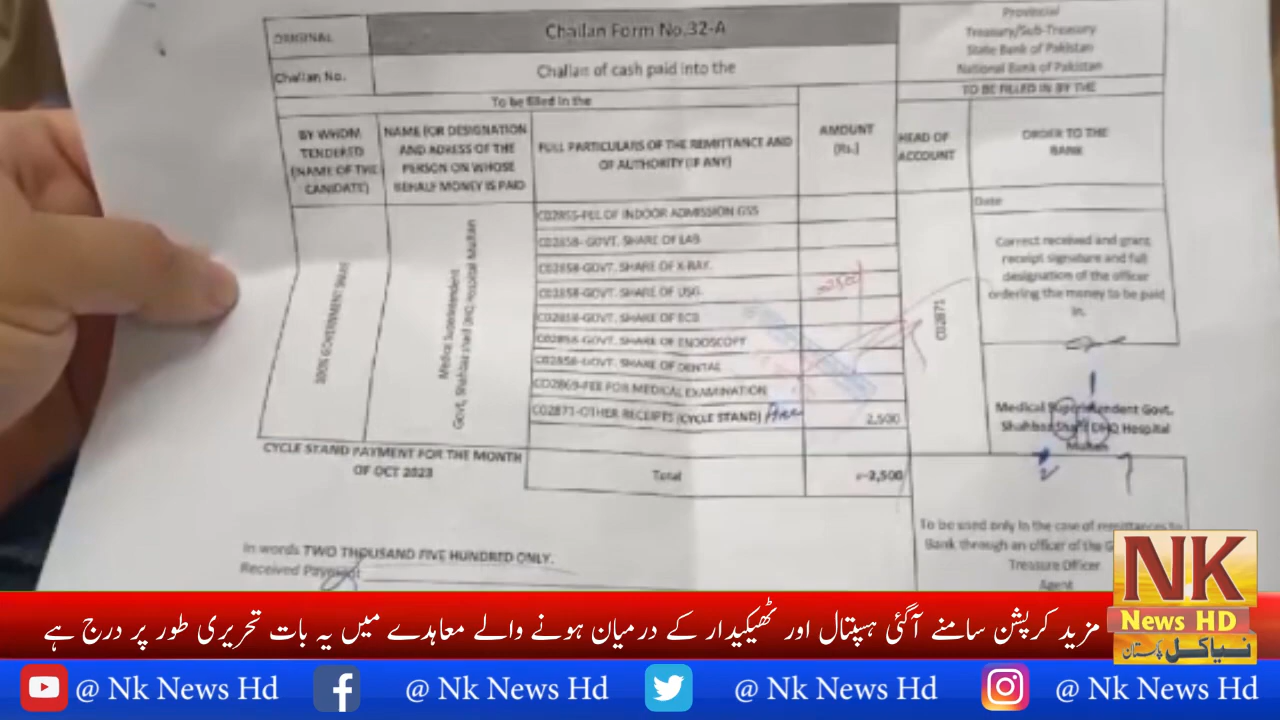 ORIGINAL
Challan Form No.32-A
Provincial
Treasury/Sub-Treasury
State Bank of Pakistan
National Bank of Pakistan
Challan No.
Challan of cash paid into the
To be filled in the
TO BE FILLED IN BY THE
BY WHOM TENDERED (NAME OF THE CANIDATE)
NAME (OR DESIGNATION AND ADRESS OF THE PERSON ON WHOSE BEHALF MONEY IS PAID
FULL PARTICULARS OF THE REMITTANCE AND OF AUTHORITY (IF ANY)
AMOUNT (Rs.)
HEAD OF ACCOUNT
ORDER TO THE BANK
100% GOVERNMENT SHARE
Medical Superintendent
Govt, Shahbaz sharif DHQ Hospital Multan
C02855-FEE OF INDOOR ADMISSION GSS
C02858- GOVT. SHARE OF LAB
C02858-GOVT. SHARE OF X-RAY.
C02858-GOVT. SHARE OF USG.
C02858-GOVT. SHARE OF ECG
C02858-GOVT. SHARE OF ENDOSCOPY
C02858-GOVT. SHARE OF DENTAL
C02869-FEE FOR MEDICAL EXAMINATION
C02871-OTHER RECEIPTS (CYCLE STAND)
2,500
C02871
Date
Correct received and grant
receipt signature and full
designation of the officer
ordering the money to be paid
in.
Medical Superintendent Govt.
Shahbaz Sharif DHQ Hospital
Multan
CYCLE STAND PAYMENT FOR THE MONTH
OF OCT 2023
Total
2,500
To be used only in the case of remittances to
Bank through an officer of the
Treasure Officer
Agent
In words TWO THOUSAND FIVE HUNDRED ONLY.
Received Payment
NK
News HD
نیا کل پاکستان
مزید کرپشن سامنے آگئی ہسپتال اور ٹھیکیدار کے درمیان ہونے والے معاہدے میں یہ بات تحریری طور پر درج ہے
@ Nk News Hd
@ Nk News Hd
@ Nk News Hd
@ Nk News Hd